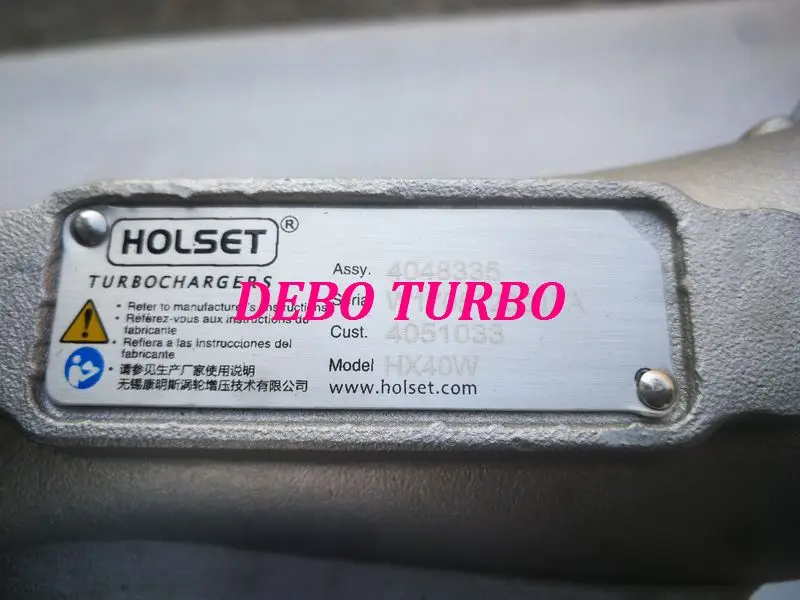 HOLSET®
TURBOCHARGERS
• Refer to manufacturer's instructions
• Référez-vous aux instructions du
fabricante
• Refiera a las instrucciones del
fabricante
• 请参见生产厂家使用说明
无锡康明斯涡轮增压技术有限公司
Assy. 4048335
Serial
Cust. 4051033
Model HX40W
www.holset.com
DEBO TURBO